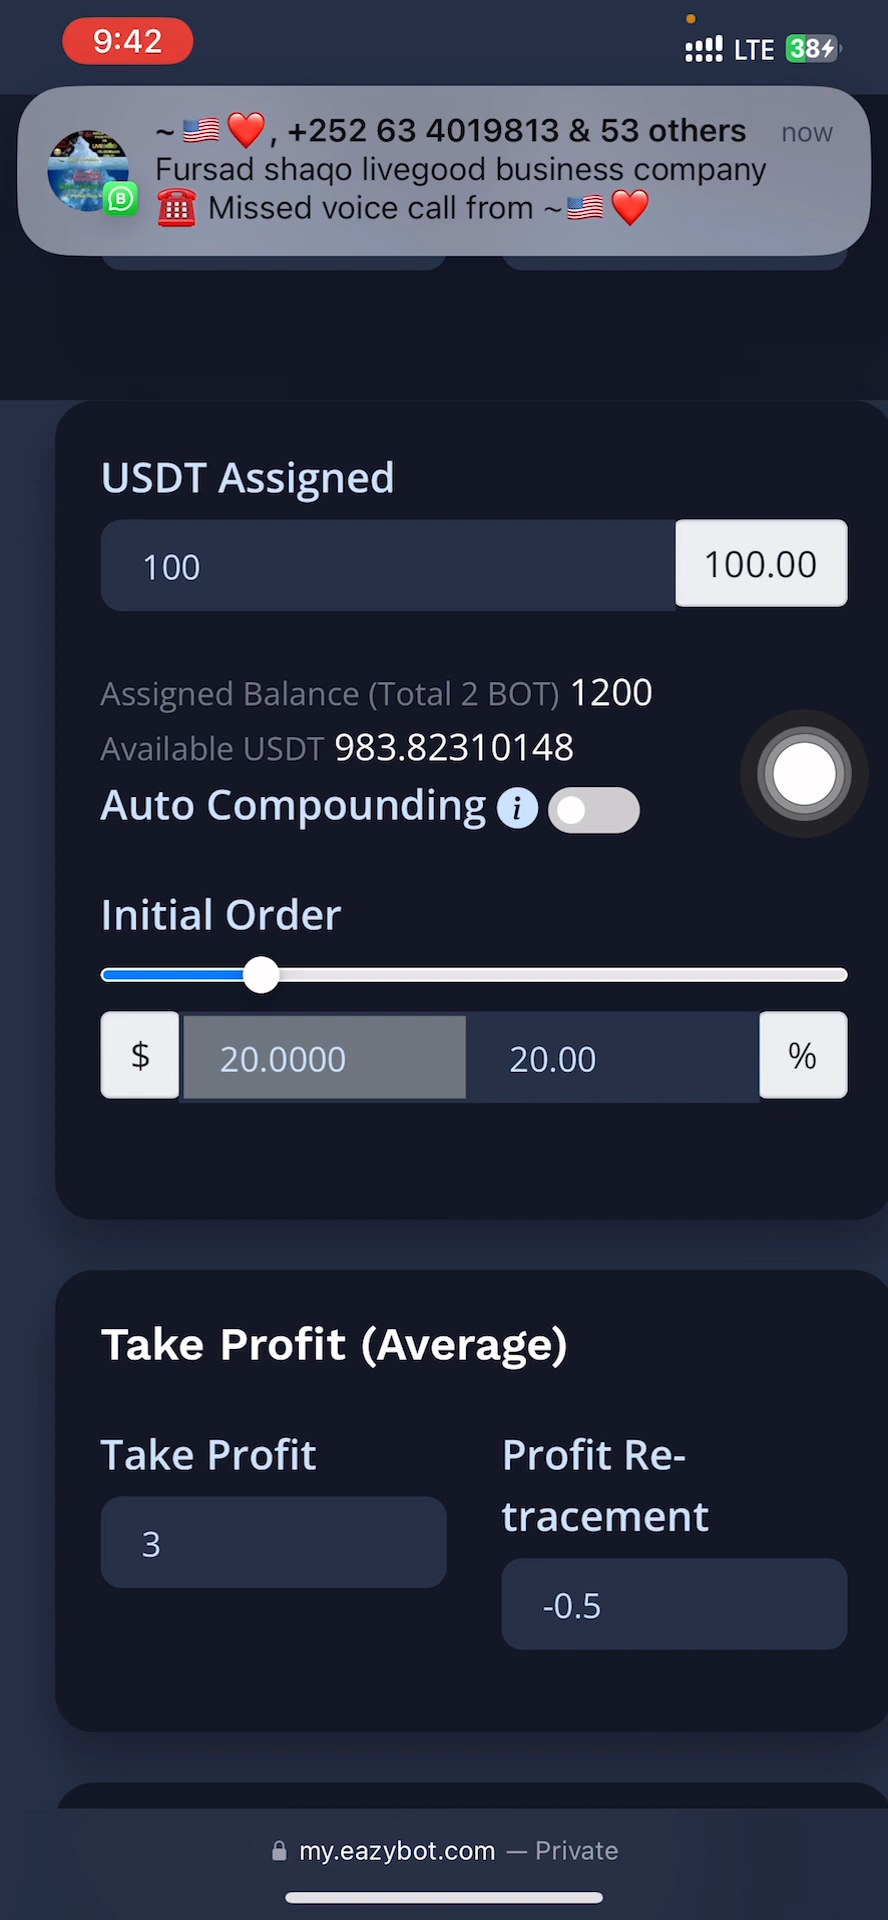 9:42
LTE 38
~🇺🇸❤️, +252 63 4019813 & 53 others now
Fursad shaqo livegood business company
☎️ Missed voice call from ~🇺🇸❤️
USDT Assigned
100 100.00
Assigned Balance (Total 2 BOT) 1200
Available USDT 983.82310148
Auto Compounding i
Initial Order
$ 20.0000 20.00 %
Take Profit (Average)
Take Profit
3
Profit Re-
tracement
-0.5
my.eazybot.com — Private